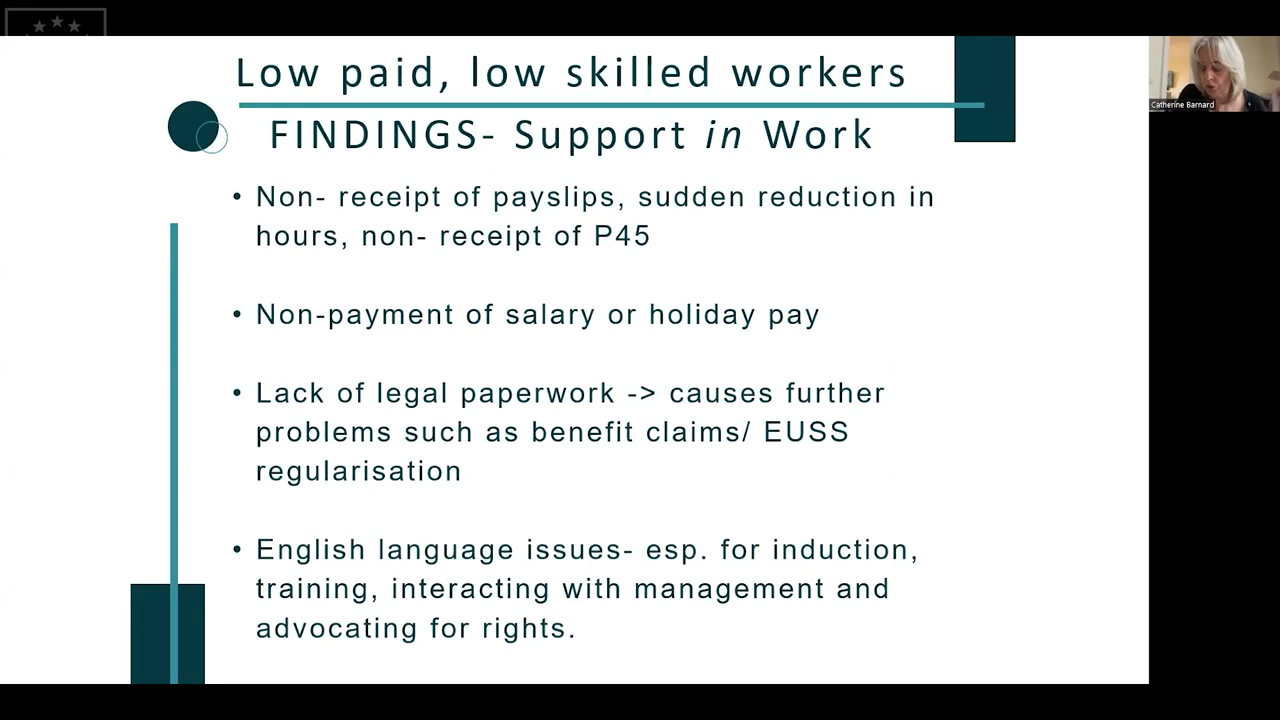 Low paid, low skilled workers
FINDINGS- Support in Work
• Non- receipt of payslips, sudden reduction in
hours, non- receipt of P45
• Non-payment of salary or holiday pay
• Lack of legal paperwork -> causes further
problems such as benefit claims/ EUSS
regularisation
• English language issues- esp. for induction,
training, interacting with management and
advocating for rights.
Catherine Barnard